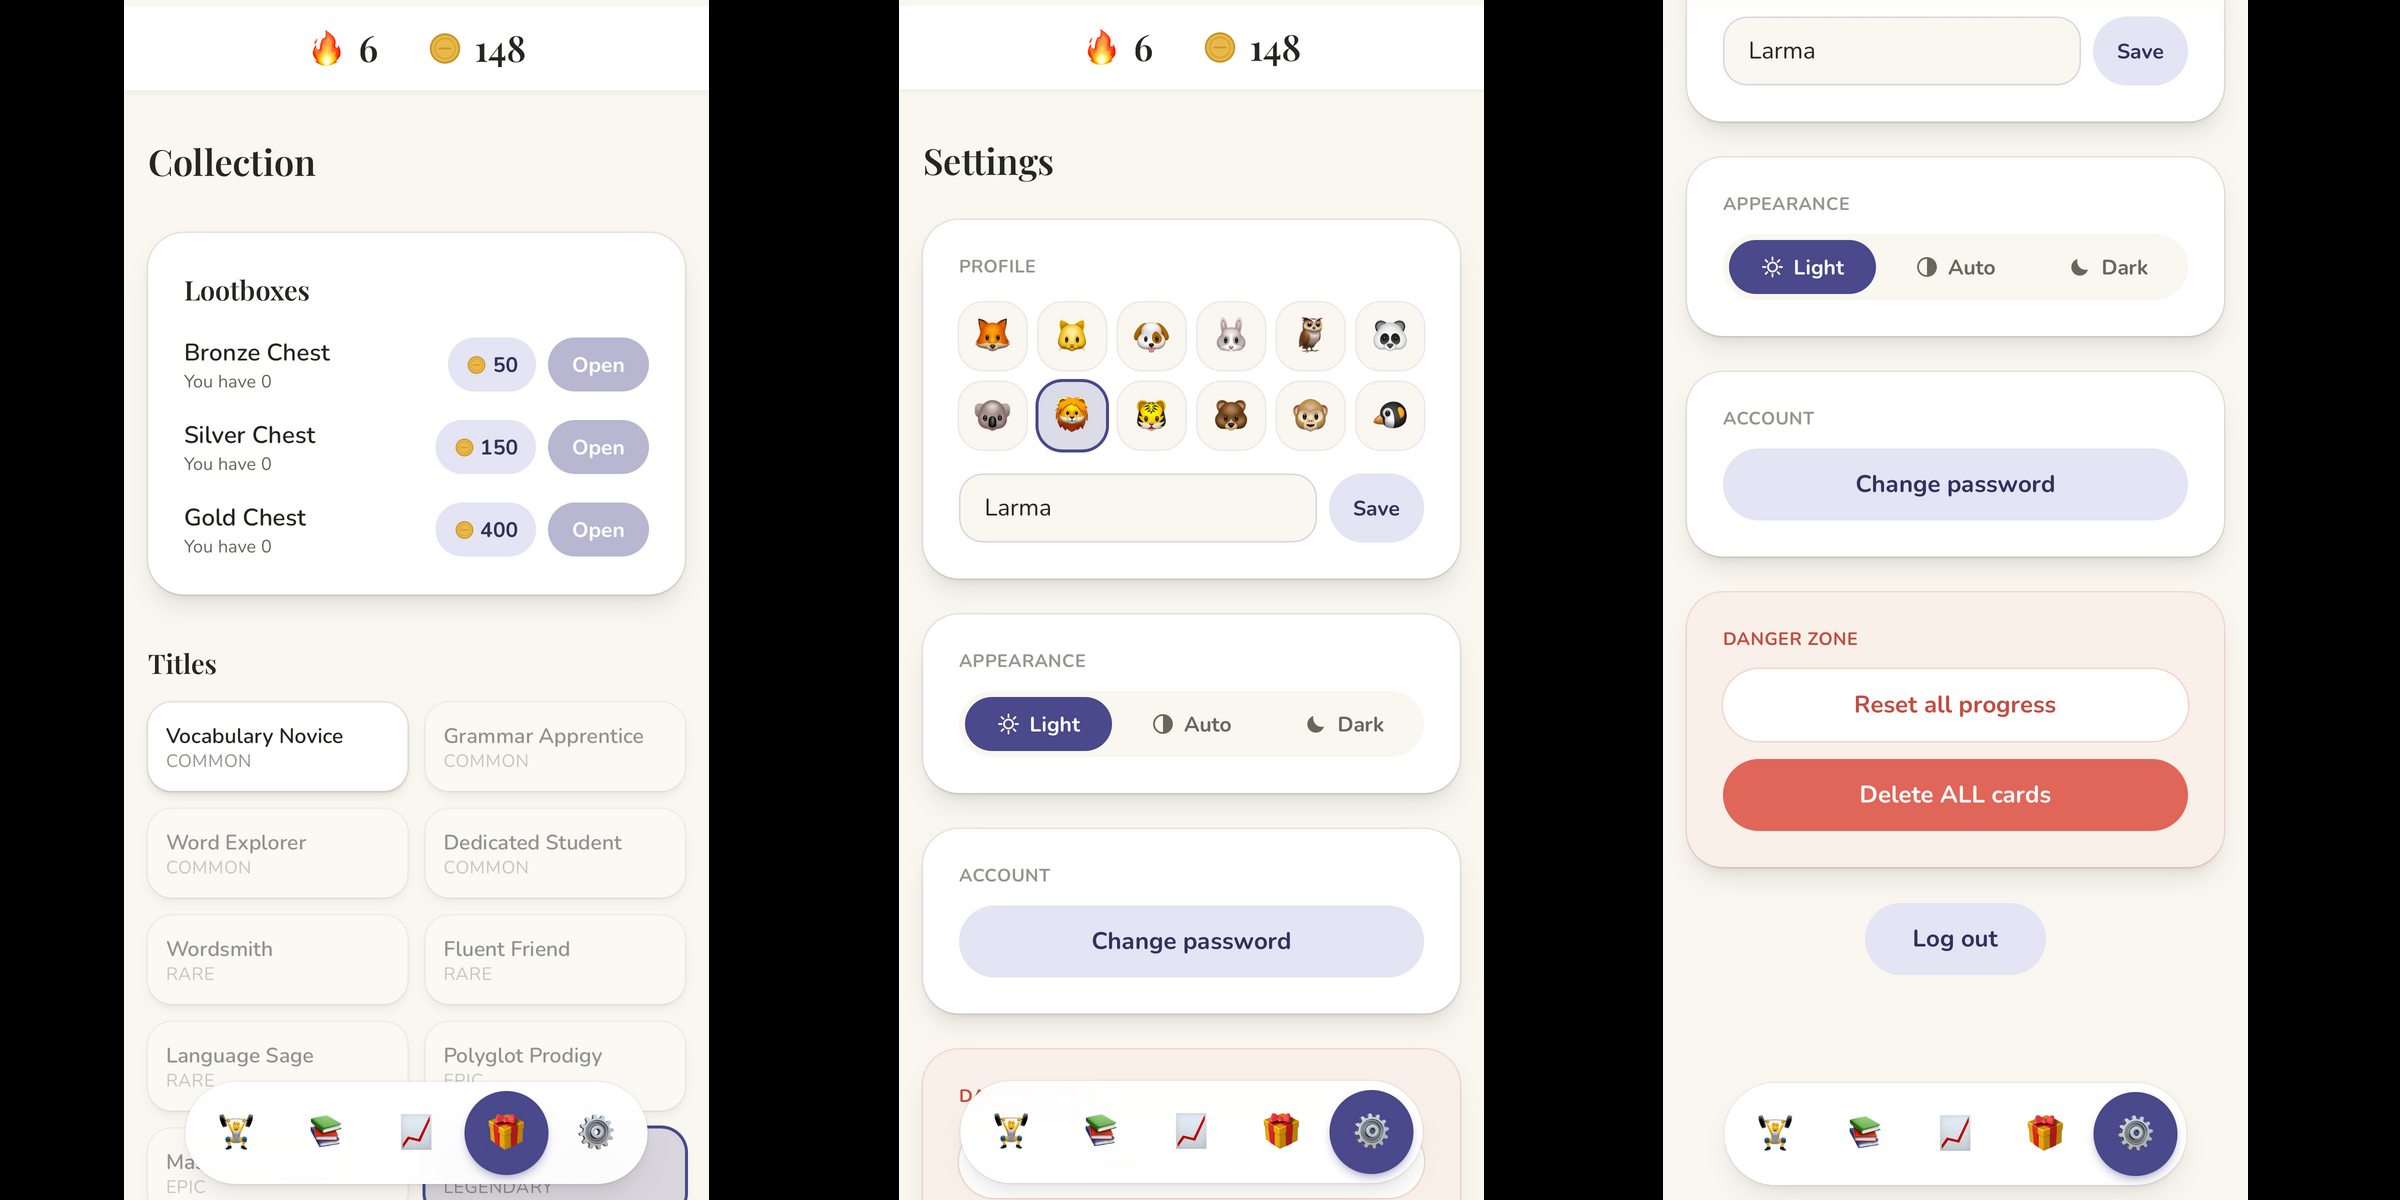 6 148
Collection
Lootboxes
Bronze Chest
You have 0
50 Open
Silver Chest
You have 0
150 Open
Gold Chest
You have 0
400 Open
Titles
Vocabulary Novice
COMMON
Grammar Apprentice
COMMON
Word Explorer
COMMON
Dedicated Student
COMMON
Wordsmith
RARE
Fluent Friend
RARE
Language Sage
RARE
Polyglot Prodigy
EPIC
EPIC
LEGENDARY
6 148
Settings
PROFILE
Larma Save
APPEARANCE
Light Auto Dark
ACCOUNT
Change password
Larma Save
APPEARANCE
Light Auto Dark
ACCOUNT
Change password
DANGER ZONE
Reset all progress
Delete ALL cards
Log out